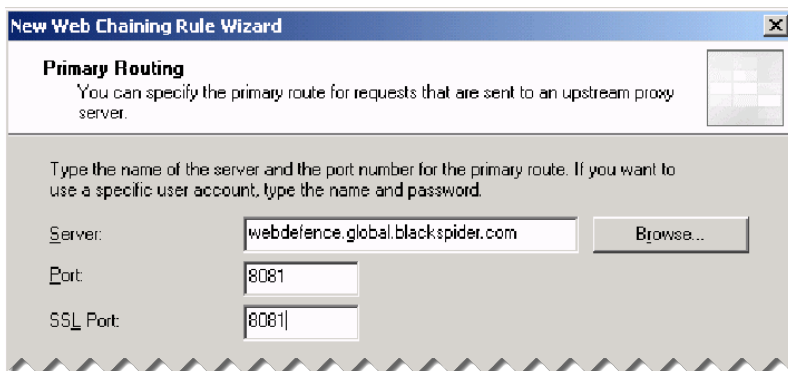 New Web Chaining Rule Wizard
Primary Routing
You can specify the primary route for requests that are sent to an upstream proxy
server.
Type the name of the server and the port number for the primary route. If you want to
use a specific user account, type the name and password.
Server: webdefence.global.blackspider.com Browse...
Port: 8081
SSL Port: 8081